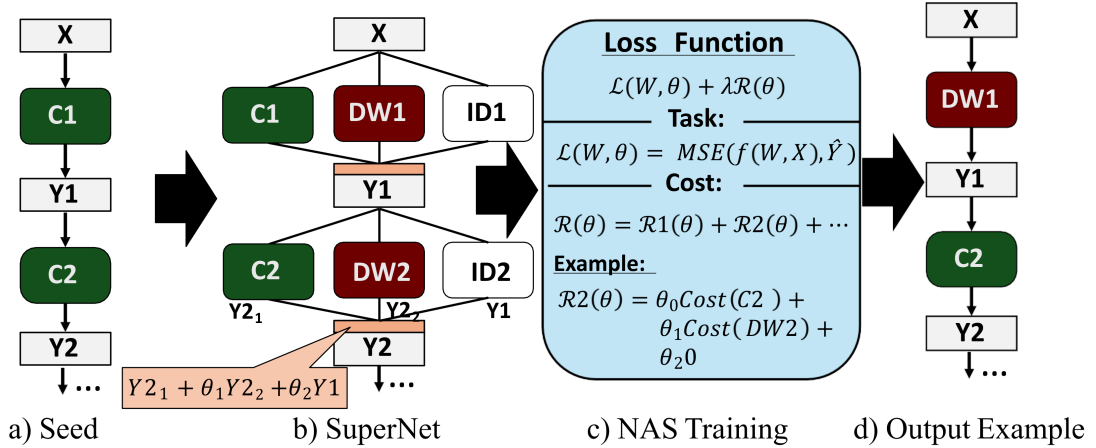 X
C1
Y1
C2
Y2
...
a) Seed
X
C1 DW1 ID1
Y1
C2 DW2 ID2
Y2₁ Y2₂ Y1
Y2
...
Y2₁ + θ₁Y2₂ +θ₂Y1
b) SuperNet
Loss Function
ℒ(W, θ) + λℛ(θ)
Task:
ℒ(W, θ) = MSE(f(W, X), Ŷ)
Cost:
ℛ(θ) = ℛ1(θ) + ℛ2(θ) + ⋯
Example:
ℛ2(θ) = θ₀Cost(C2 ) +
θ₁Cost( DW2) +
θ₂0
c) NAS Training
X
DW1
Y1
C2
Y2
...
d) Output Example